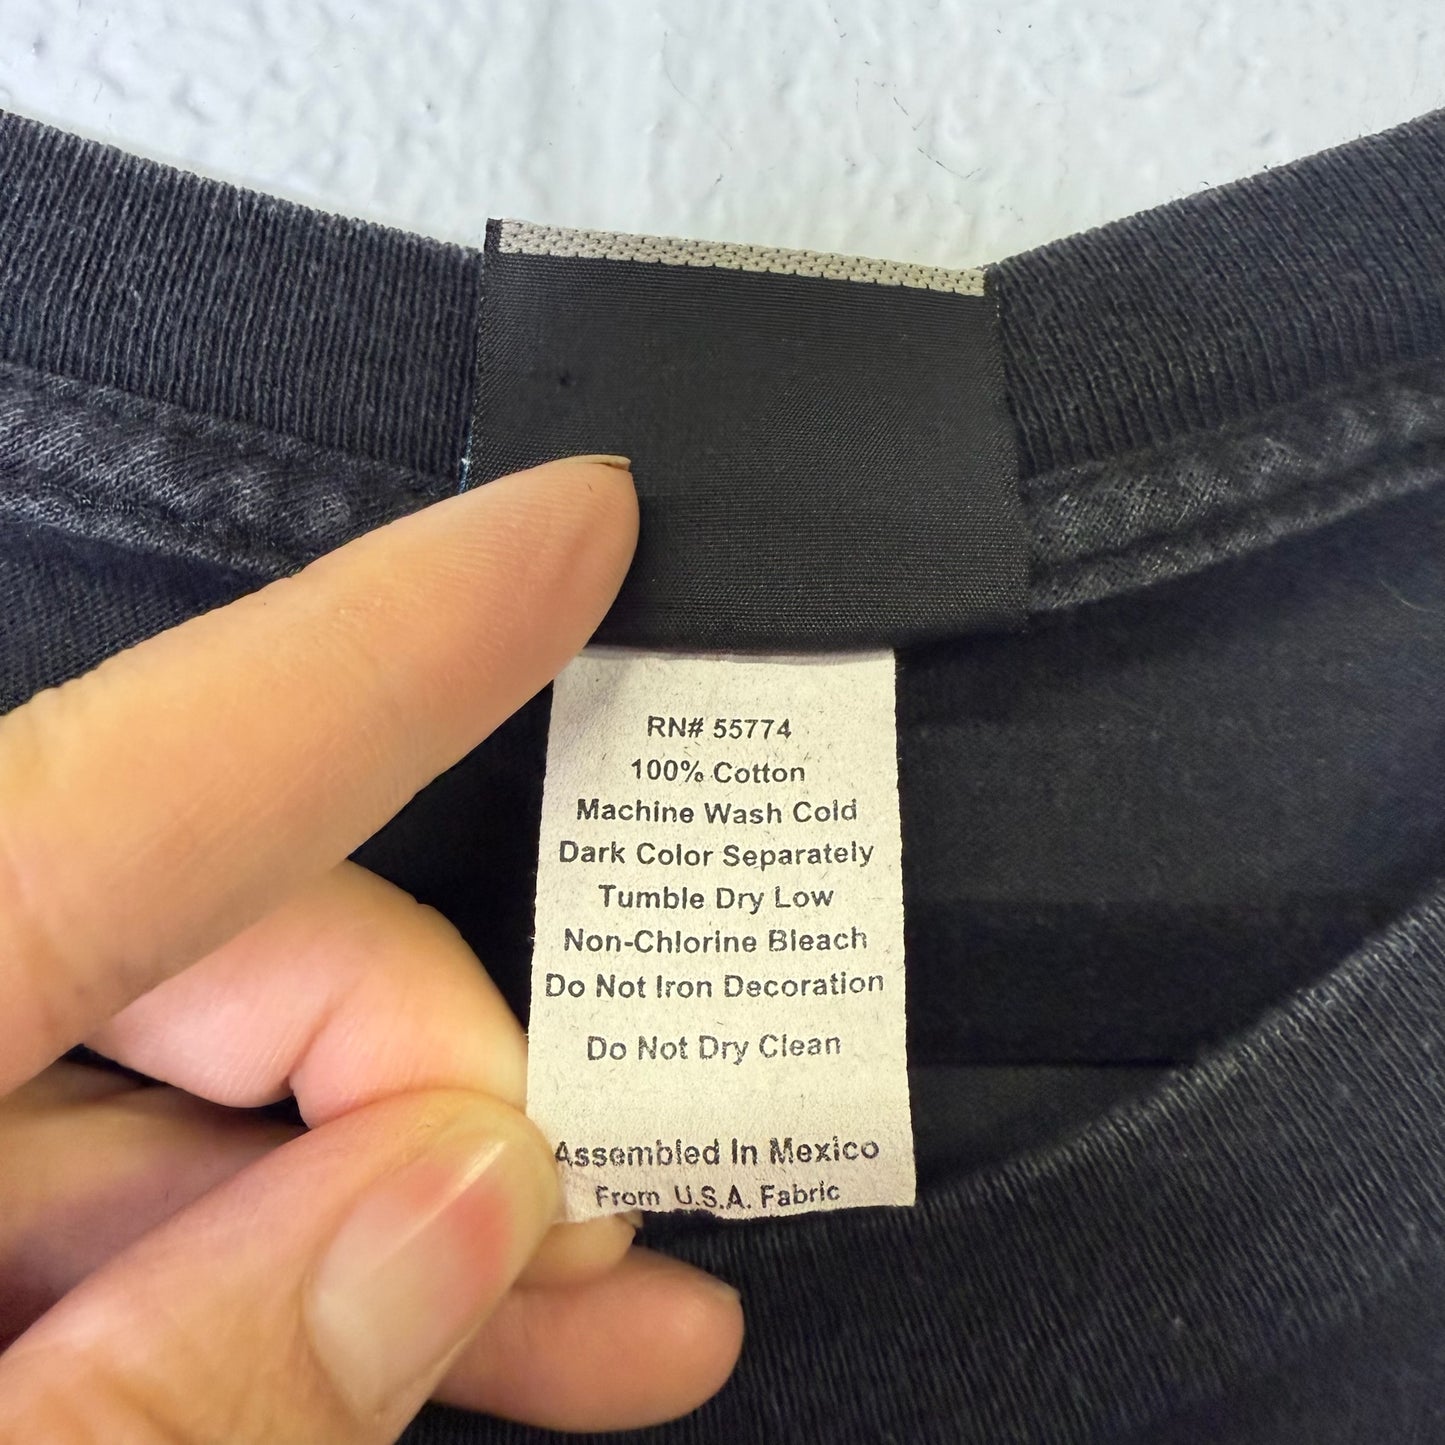 RN# 55774
100% Cotton
Machine Wash Cold
Dark Color Separately
Tumble Dry Low
Non-Chlorine Bleach
Do Not Iron Decoration
Do Not Dry Clean
Assembled In Mexico
From U.S.A. Fabric